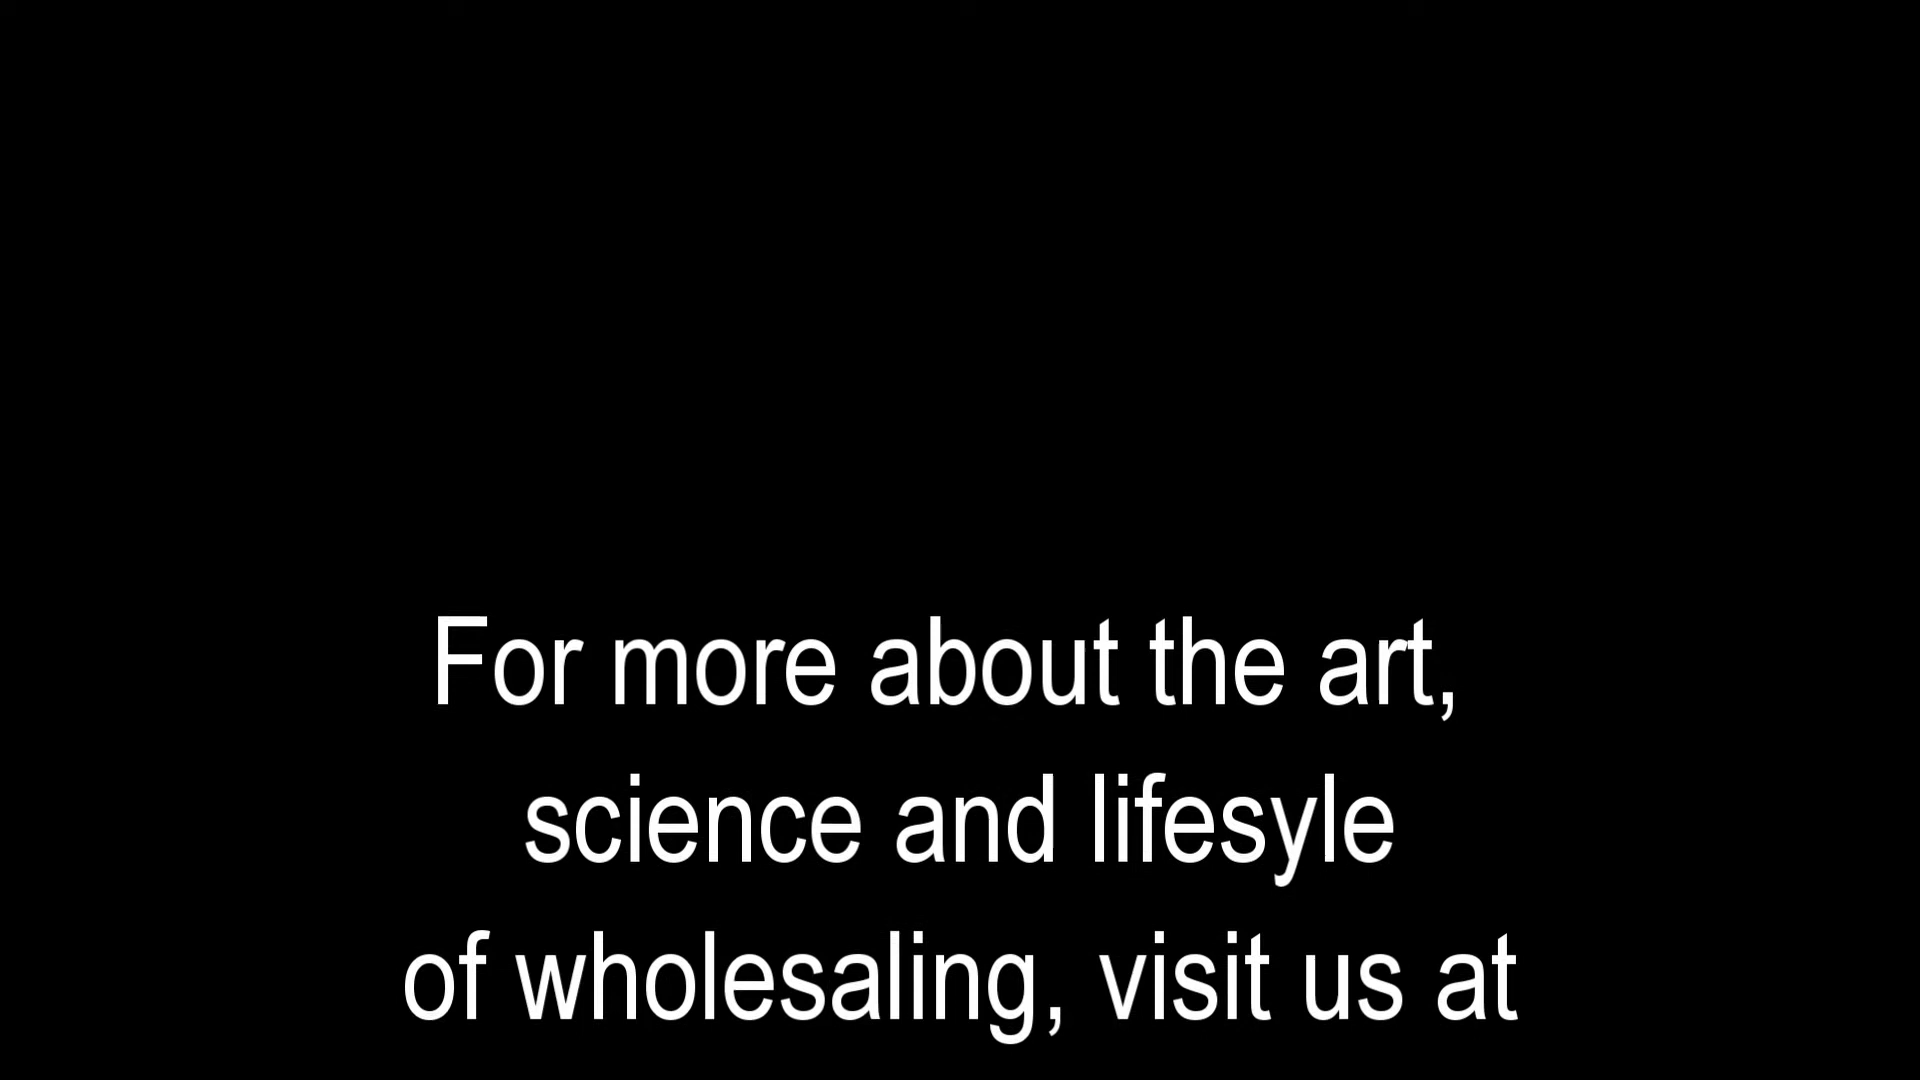 For more about the art,
science and lifesyle
of wholesaling, visit us at